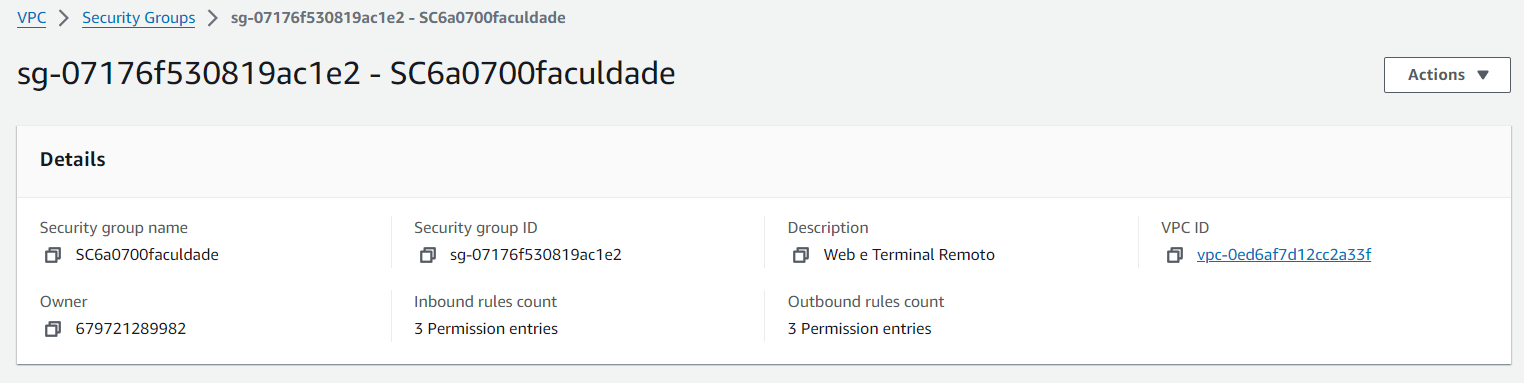 VPC > Security Groups > sg-07176f530819ac1e2 - SC6a0700faculdade
sg-07176f530819ac1e2 - SC6a0700faculdade
Actions
Details
Security group name
SC6a0700faculdade
Security group ID
sg-07176f530819ac1e2
Description
Web e Terminal Remoto
VPC ID
vpc-0ed6af7d12cc2a33f
Owner
679721289982
Inbound rules count
3 Permission entries
Outbound rules count
3 Permission entries